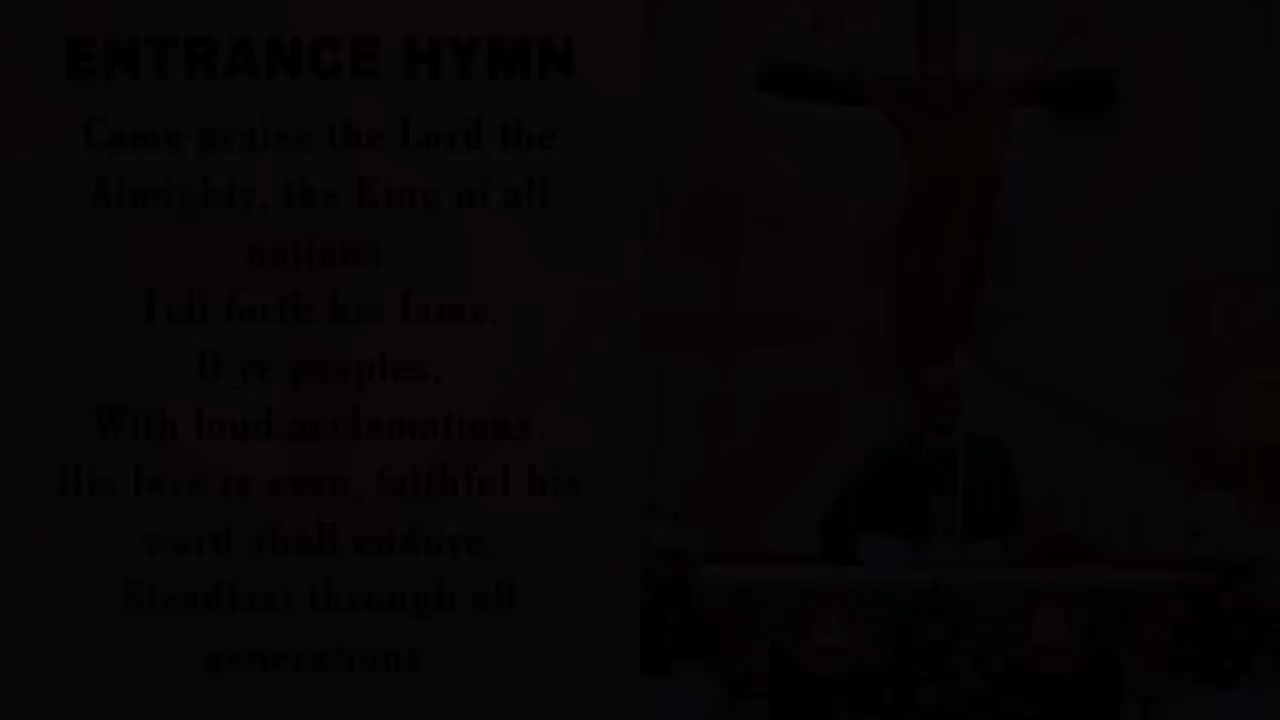 ENTRANCE HYMN
Come praise the Lord the
Almighty, the King of all
nations.
Tell forth his fame,
O ye peoples,
With loud acclamations.
His love is sure, faithful his
word shall endure,
Steadfast through all
generations.